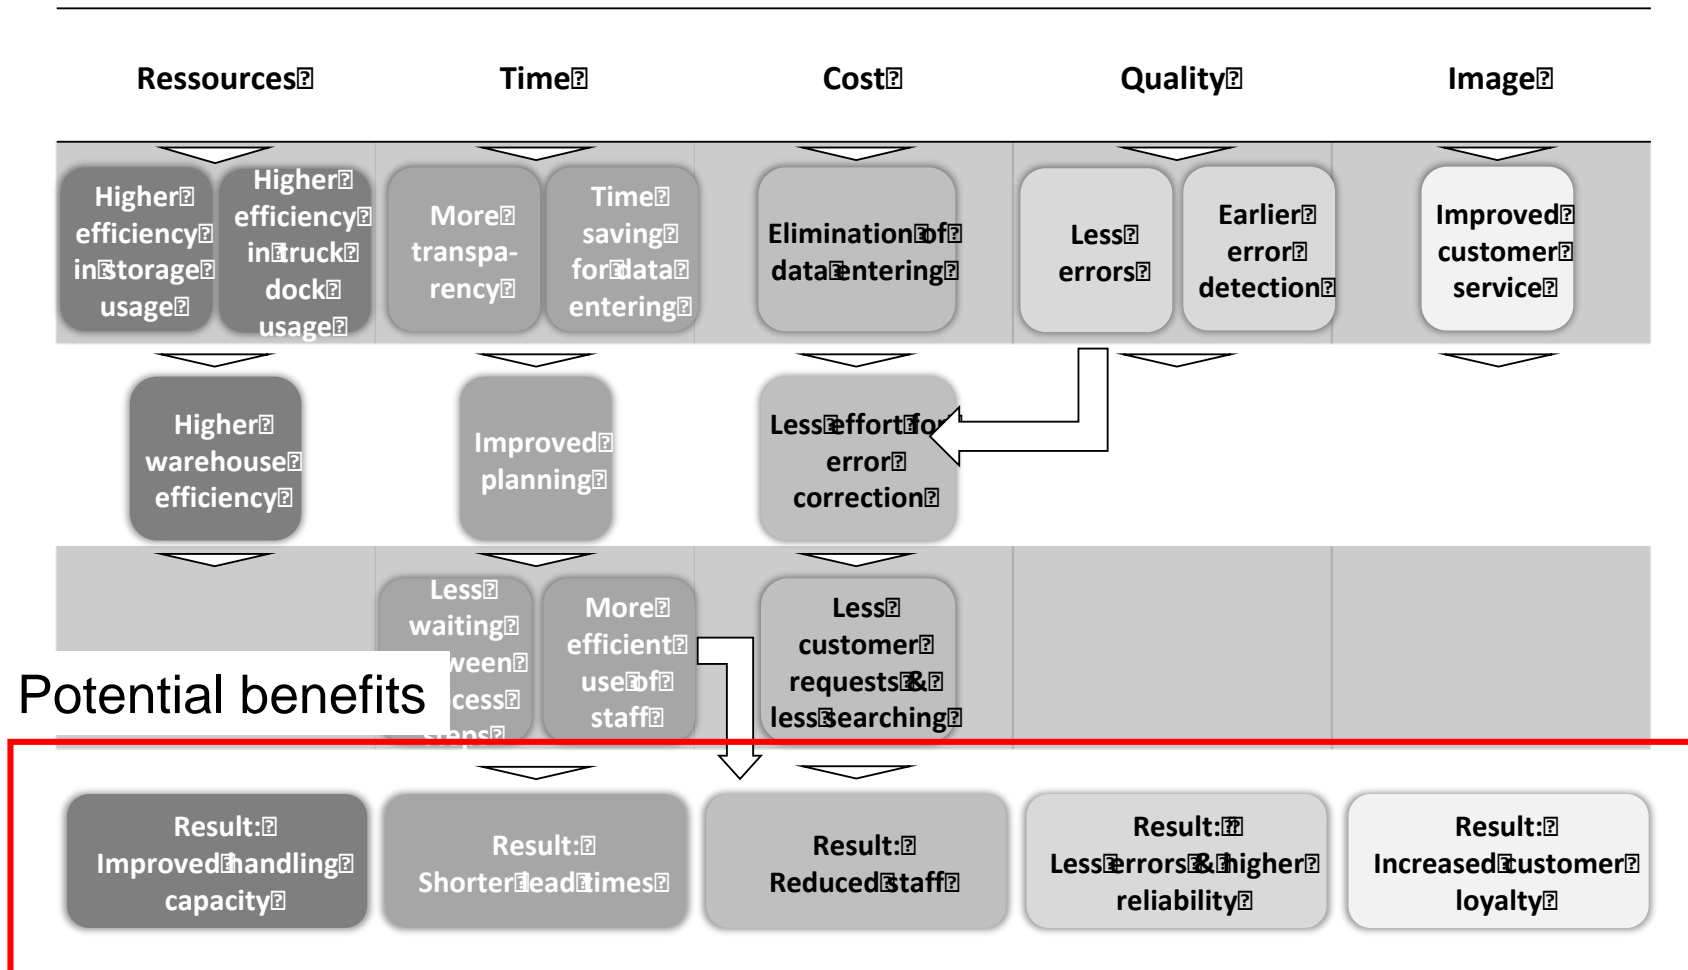 Ressources
Time
Cost
Quality
Image
Higher
efficiency
in storage
usage
Higher
efficiency
in truck
dock
usage
More
transpa-
rency
Time
saving
for data
entering
Elimination of
data entering
Less
errors
Earlier
error
detection
Improved
customer
service
Higher
warehouse
efficiency
Improved
planning
Less effort for
error
correction
Less
waiting
ween
cess
steps
More
efficient
use of
staff
Less
customer
requests &
less searching
Potential benefits
Result:
Improved handling
capacity
Result:
Shorter lead times
Result:
Reduced staff
Result:
Less errors & higher
reliability
Result:
Increased customer
loyalty